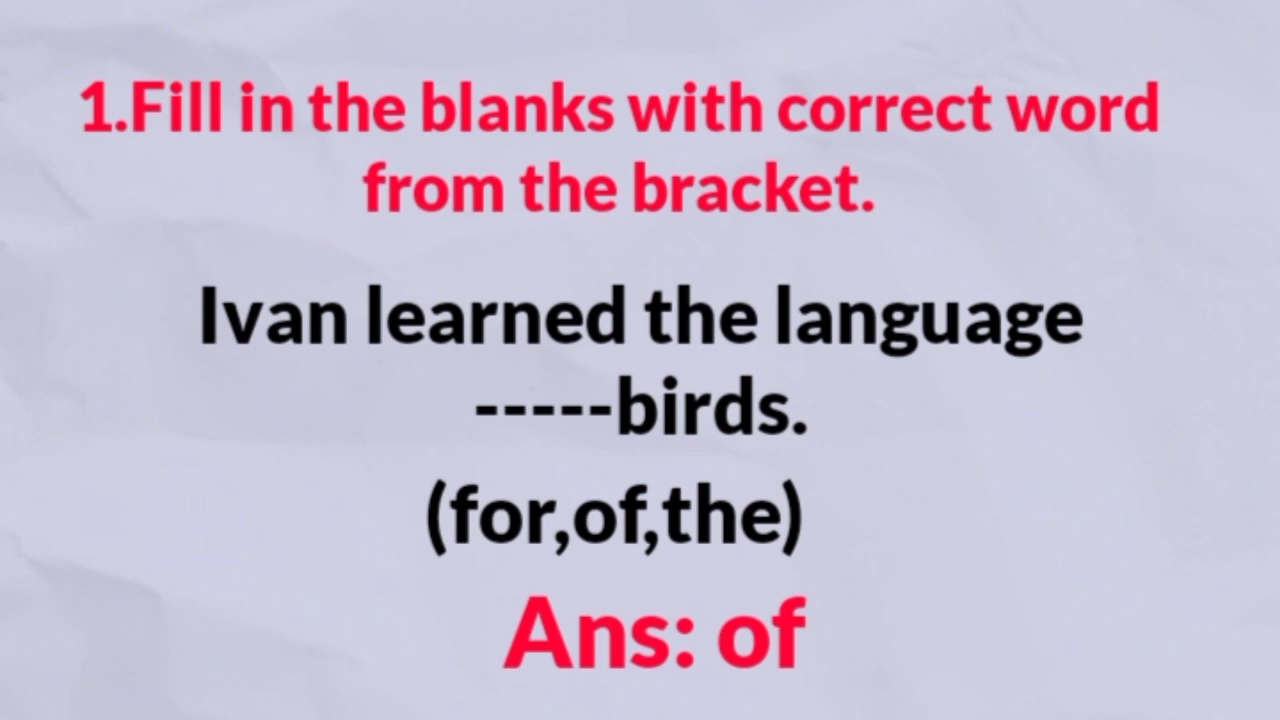 1.Fill in the blanks with correct word
from the bracket.
Ivan learned the language
-----birds.
(for,of,the)
Ans: of